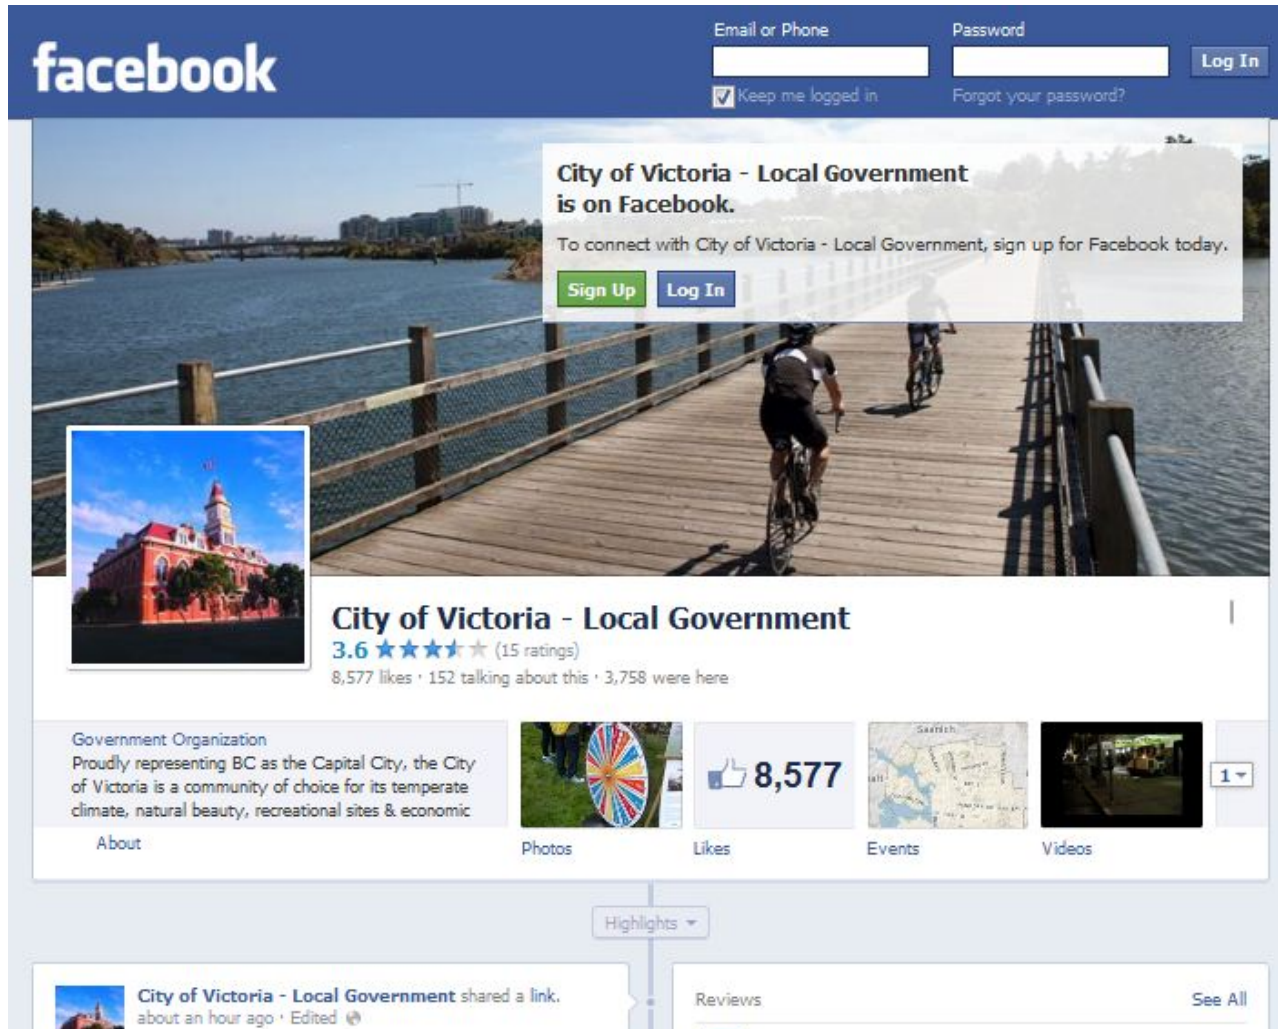 facebook
Email or Phone
Password
Log In
Keep me logged in
Forgot your password?
City of Victoria - Local Government
is on Facebook.
To connect with City of Victoria - Local Government, sign up for Facebook today.
Sign Up
Log In
City of Victoria - Local Government
3.6 (15 ratings)
8,577 likes · 152 talking about this · 3,758 were here
Government Organization
Proudly representing BC as the Capital City, the City
of Victoria is a community of choice for its temperate
climate, natural beauty, recreational sites & economic
About
Saanich
8,577
1
Photos
Likes
Events
Videos
Highlights
City of Victoria - Local Government shared a link.
about an hour ago · Edited
Reviews
See All